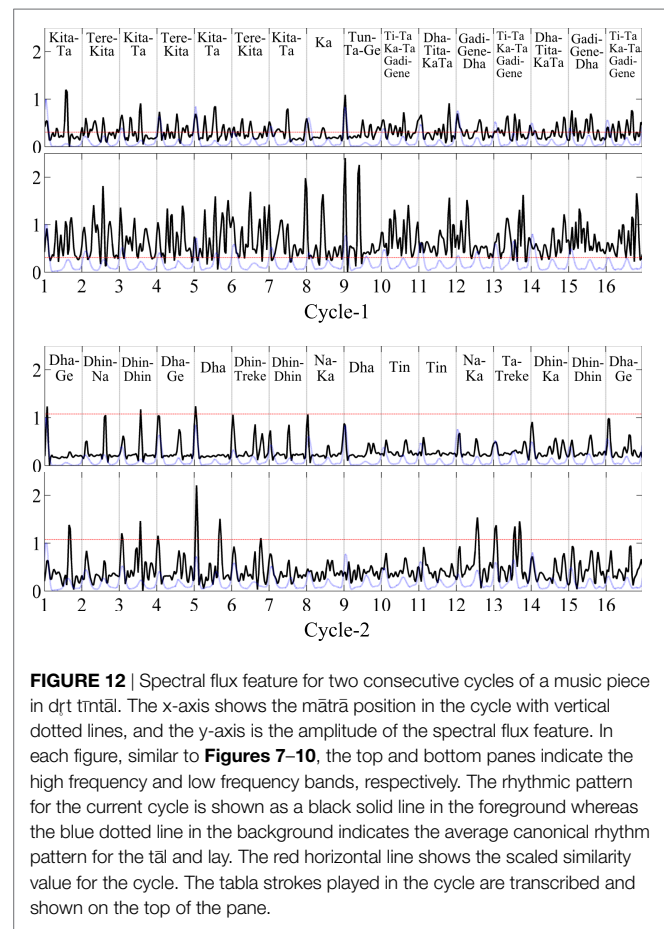 Kita-Ta Tere-Kita Kita-Ta Tere-Kita Kita-Ta Tere-Kita Kita-Ta Ka Tun-Ta-Ge Ti-Ta Ka-Ta Gadi-Gene Dha-Tita-KaTa Gadi-Gene-Dha Ti-Ta Ka-Ta Gadi-Gene Dha-Tita-KaTa Gadi-Gene-Dha Ti-Ta Ka-Ta Gadi-Gene
2
1
0
2
1
0
1 2 3 4 5 6 7 8 9 10 11 12 13 14 15 16
Cycle-1
Dha-Ge Dhin-Na Dhin-Dhin Dha-Ge Dha Dhin-Treke Dhin-Dhin Na-Ka Dha Tin Tin Na-Ka Ta-Treke Dhin-Ka Dhin-Dhin Dha-Ge
2
1
0
2
1
0
1 2 3 4 5 6 7 8 9 10 11 12 13 14 15 16
Cycle-2
FIGURE 12 | Spectral flux feature for two consecutive cycles of a music piece
in dr̥t tīntāl. The x-axis shows the mātrā position in the cycle with vertical
dotted lines, and the y-axis is the amplitude of the spectral flux feature. In
each figure, similar to Figures 7–10, the top and bottom panes indicate the
high frequency and low frequency bands, respectively. The rhythmic pattern
for the current cycle is shown as a black solid line in the foreground whereas
the blue dotted line in the background indicates the average canonical rhythm
pattern for the tāl and lay. The red horizontal line shows the scaled similarity
value for the cycle. The tabla strokes played in the cycle are transcribed and
shown on the top of the pane.